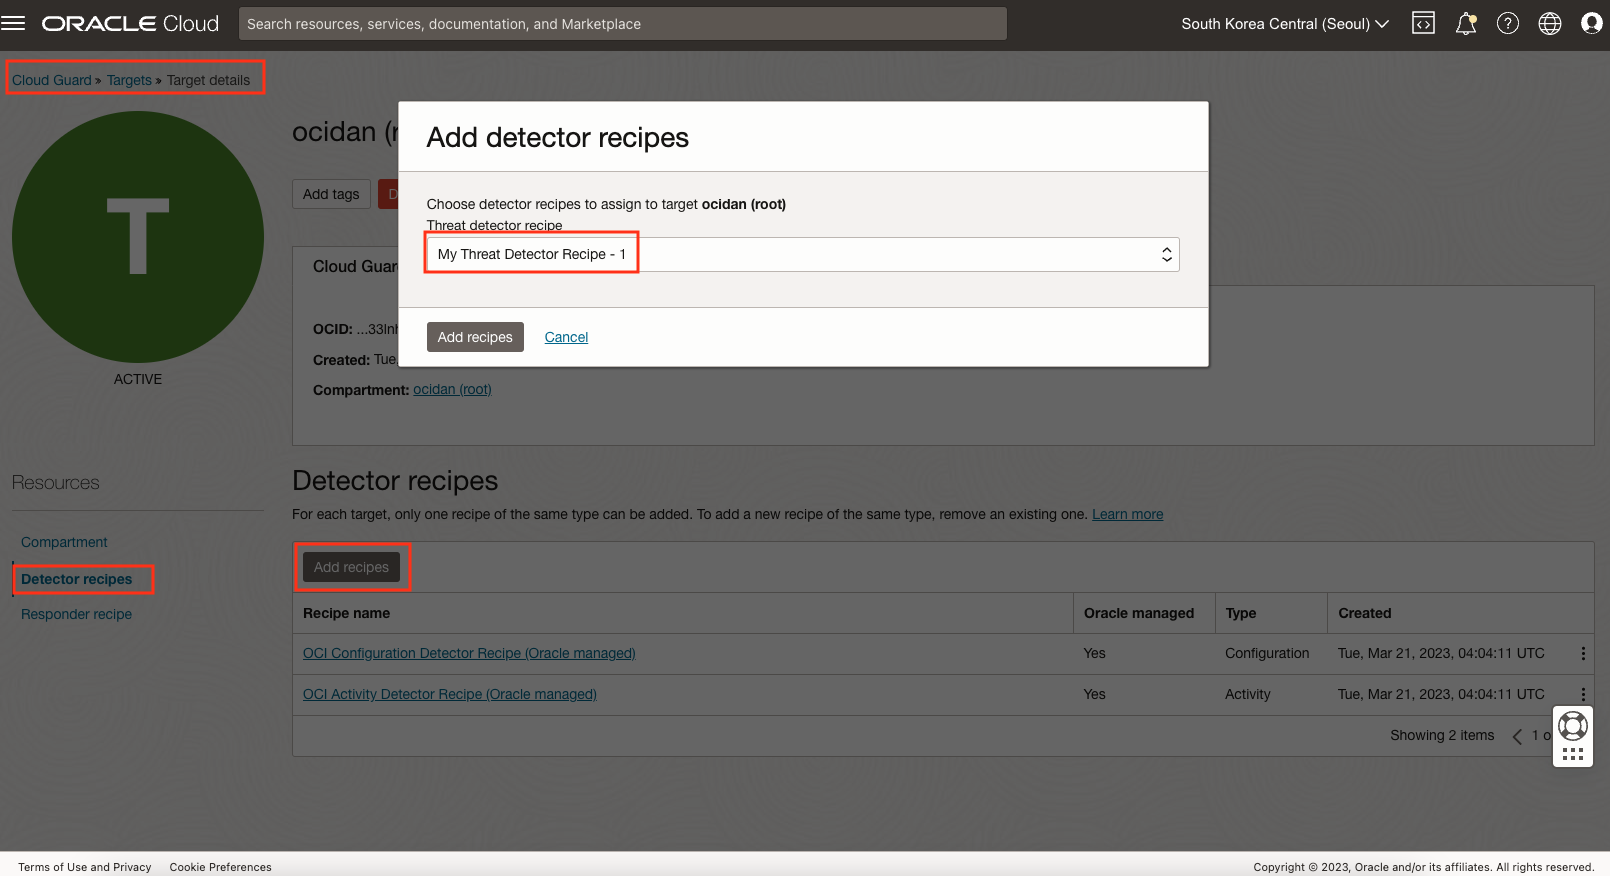 ORACLE Cloud
Search resources, services, documentation, and Marketplace
South Korea Central (Seoul)
Cloud Guard » Targets » Target details
T
ACTIVE
ocidan (r
Add tags
D
Add detector recipes
Choose detector recipes to assign to target ocidan (root)
Threat detector recipe
My Threat Detector Recipe - 1
Add recipes Cancel
Cloud Guar
OCID: ...33lnh
Created: Tue,
Compartment: ocidan (root)
Resources
Compartment
Detector recipes
Responder recipe
Detector recipes
For each target, only one recipe of the same type can be added. To add a new recipe of the same type, remove an existing one. Learn more
Add recipes
Recipe name Oracle managed Type Created
OCI Configuration Detector Recipe (Oracle managed) Yes Configuration Tue, Mar 21, 2023, 04:04:11 UTC
OCI Activity Detector Recipe (Oracle managed) Yes Activity Tue, Mar 21, 2023, 04:04:11 UTC
Showing 2 items < 1 o
Terms of Use and Privacy Cookie Preferences
Copyright © 2023, Oracle and/or its affiliates. All rights reserved.